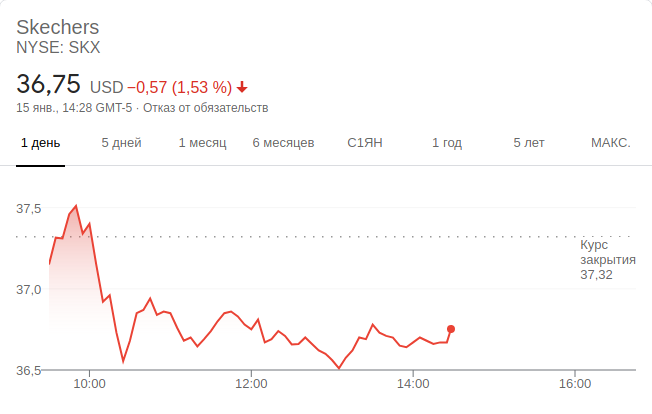 Skechers
NYSE: SKX
36,75 USD −0,57 (1,53 %)
15 янв., 14:28 GMT-5 · Отказ от обязательств
1 день 5 дней 1 месяц 6 месяцев С1ЯН 1 год 5 лет МАКС.
37,5
Курс
закрытия
37,32
37,0
36,5
10:00 12:00 14:00 16:00